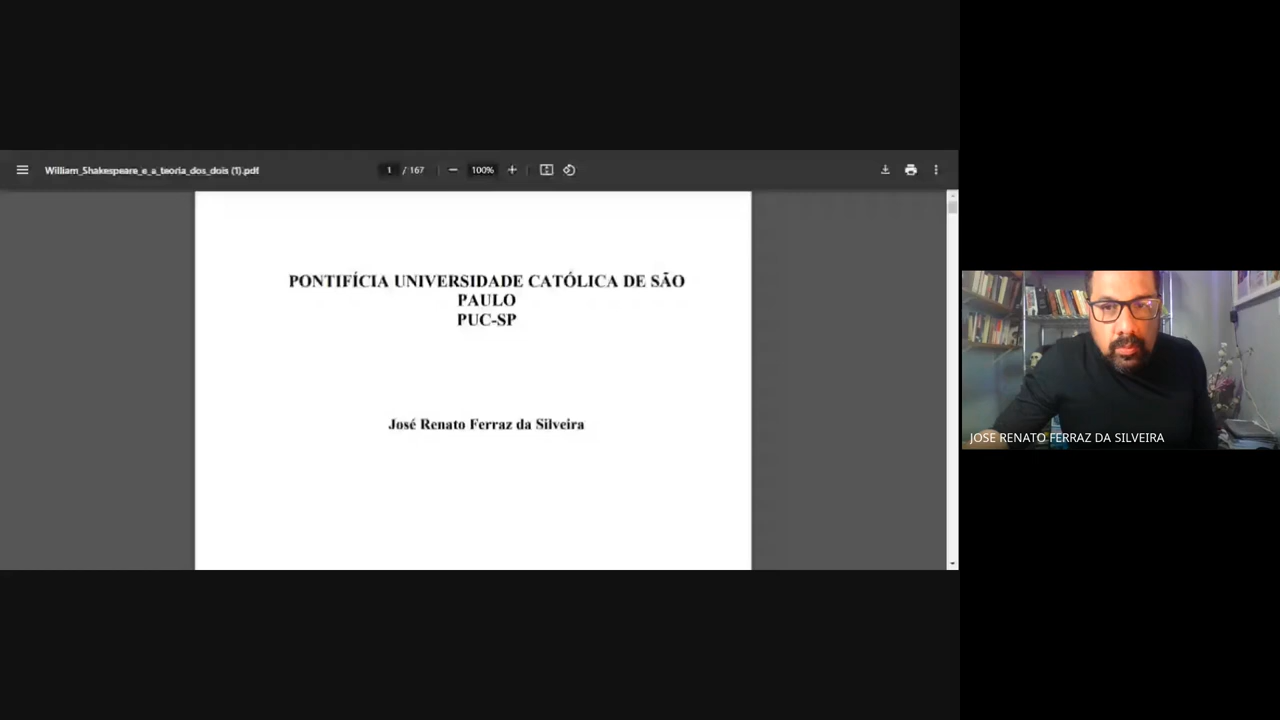 William_Shakespeare_e_a_teoria_dos_dois (1).pdf
1 / 167
100%
PONTIFÍCIA UNIVERSIDADE CATÓLICA DE SÃO
PAULO
PUC-SP
José Renato Ferraz da Silveira
JOSE RENATO FERRAZ DA SILVEIRA